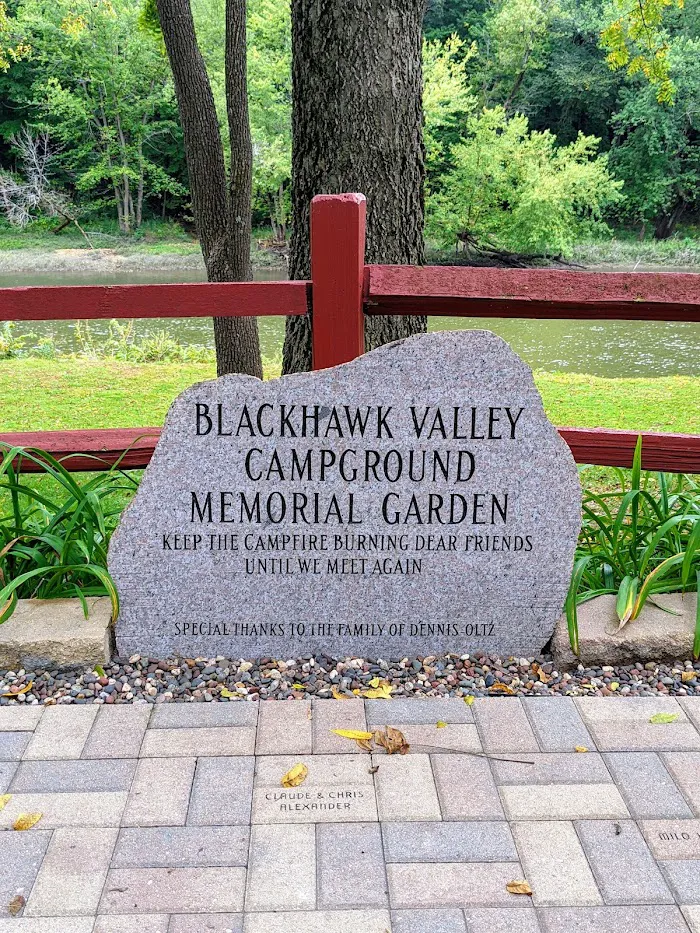 BLACKHAWK VALLEY
CAMPGROUND
MEMORIAL GARDEN
KEEP THE CAMPFIRE BURNING DEAR FRIENDS
UNTIL WE MEET AGAIN
SPECIAL THANKS TO THE FAMILY OF DENNIS OLTZ
CLAUDE & CHRIS
ALEXANDER
MILO